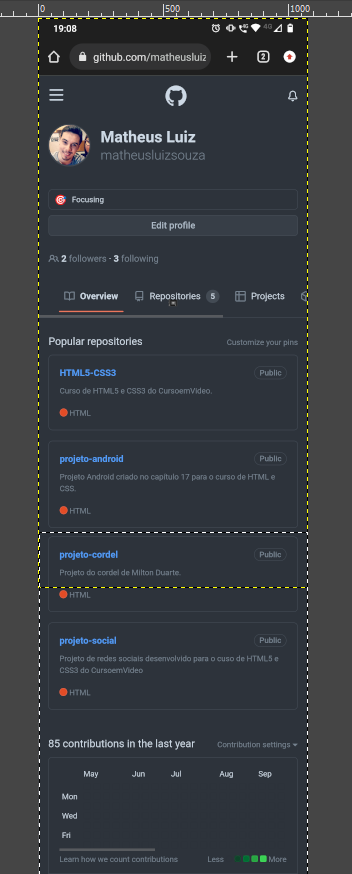 0 500 1000
19:08 4G
github.com/matheusluiz 2
Matheus Luiz
matheusluizsouza
Focusing
Edit profile
2 followers · 3 following
Overview Repositories 5 Projects
Popular repositories Customize your pins
HTML5-CSS3 Public
Curso de HTML5 e CSS3 do CursoemVideo.
HTML
projeto-android Public
Projeto Android criado no capítulo 17 para o curso de HTML e
CSS.
HTML
projeto-cordel Public
Projeto do cordel de Milton Duarte.
HTML
projeto-social Public
Projeto de redes sociais desenvolvido para o cuso de HTML5 e
CSS3 do CursoemVideo
HTML
85 contributions in the last year Contribution settings
May Jun Jul Aug Sep
Mon
Wed
Fri
Learn how we count contributions Less More